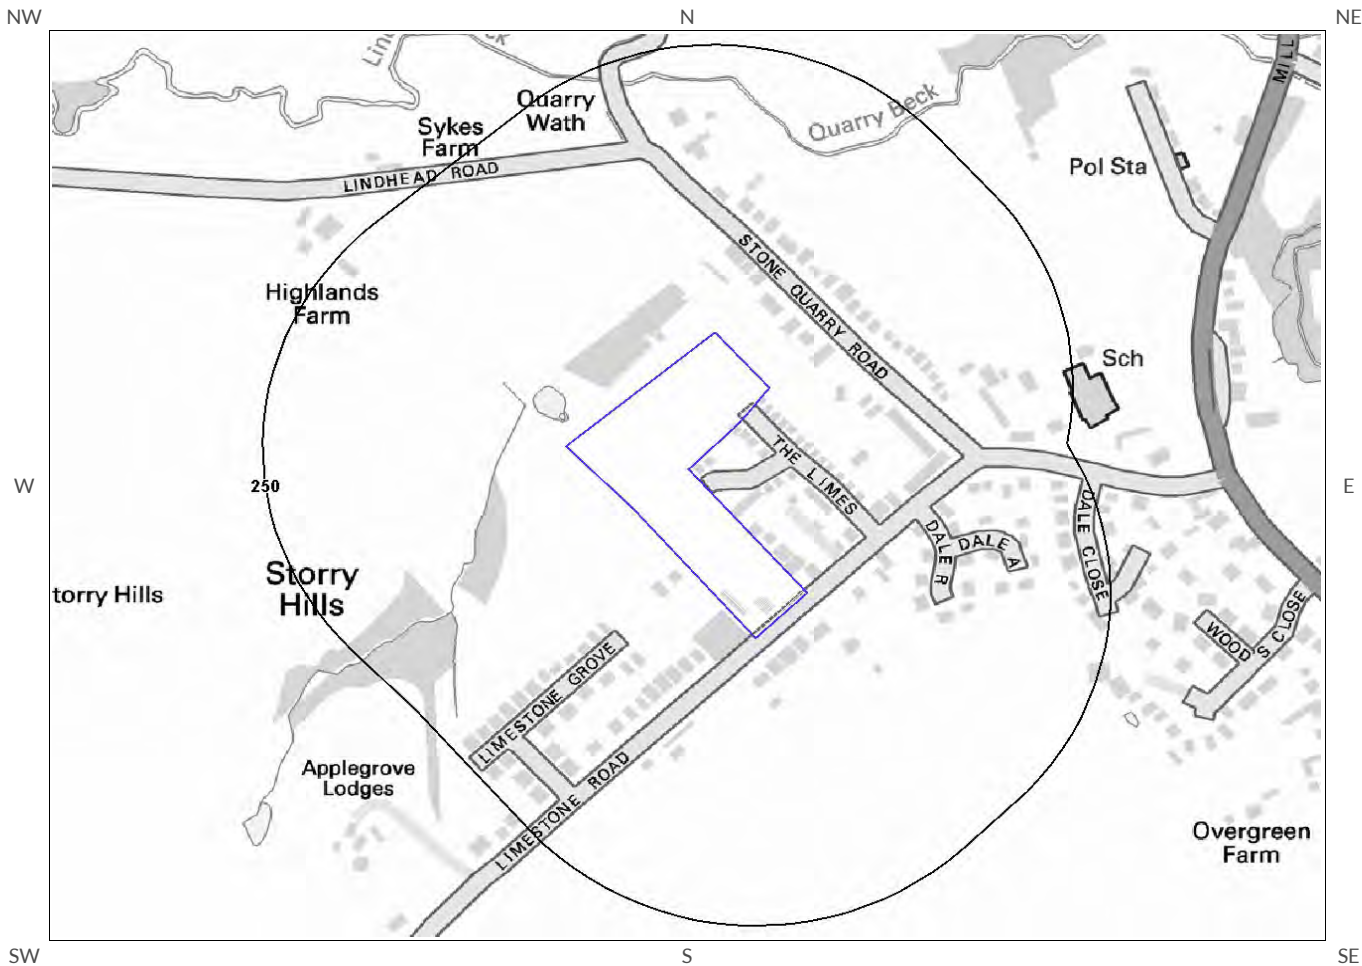 NW
N
NE
MILL
Quarry
Wath
Quarry Beck
Sykes
Farm
Pol Sta
LINDHEAD ROAD
STONE QUARRY ROAD
Highlands
Farm
Sch
THE LIMES
W
250
E
DALE R
DALE A
DALE CLOSE
Storry
Hills
torry Hills
WOOD
S CLOSE
LIMESTONE GROVE
Applegrove
Lodges
LIMESTONE ROAD
Overgreen
Farm
SW
S
SE